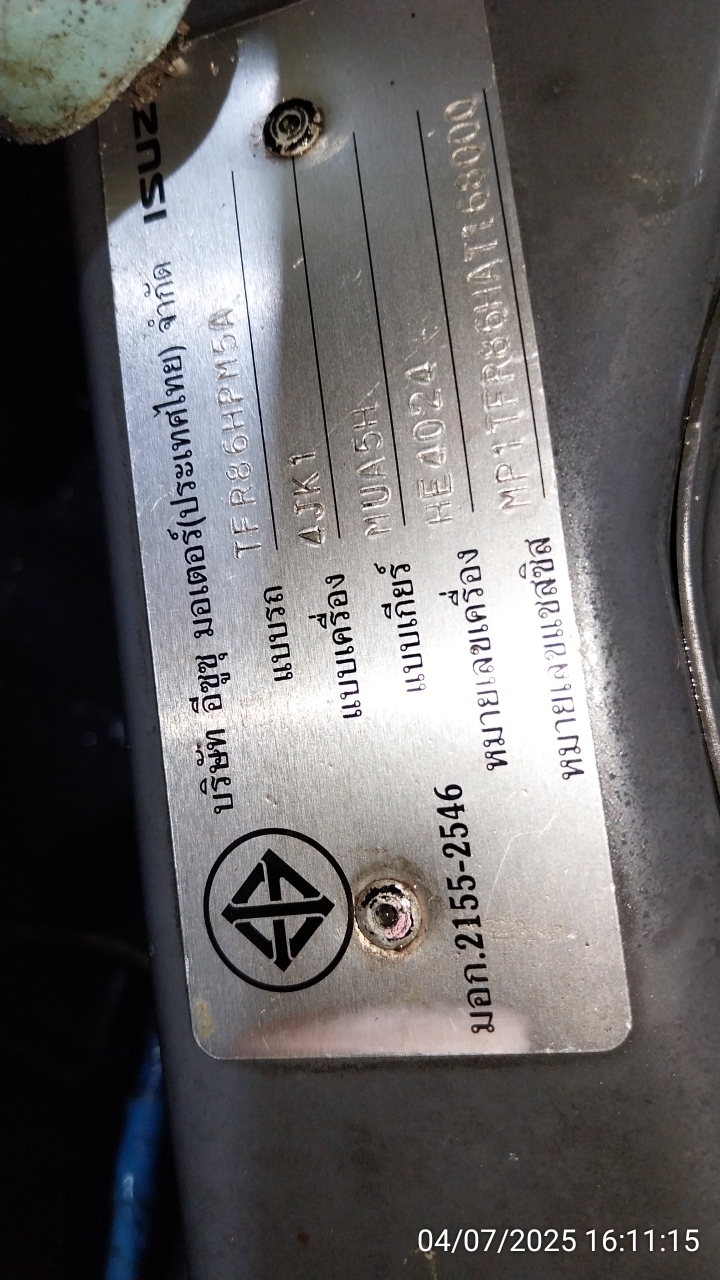 บริษัท อีซูซุ มอเตอร์(ประเทศไทย) จำกัด ISUZ
แบบรถ TFR86HPM5A
แบบเครื่อง 4JK1
แบบเกียร์ MUA5H
หมายเลขเครื่อง HE4024
หมายเลขแชสซิส MP1TFR86HAT168000
มอก.2155-2546
04/07/2025 16:11:15